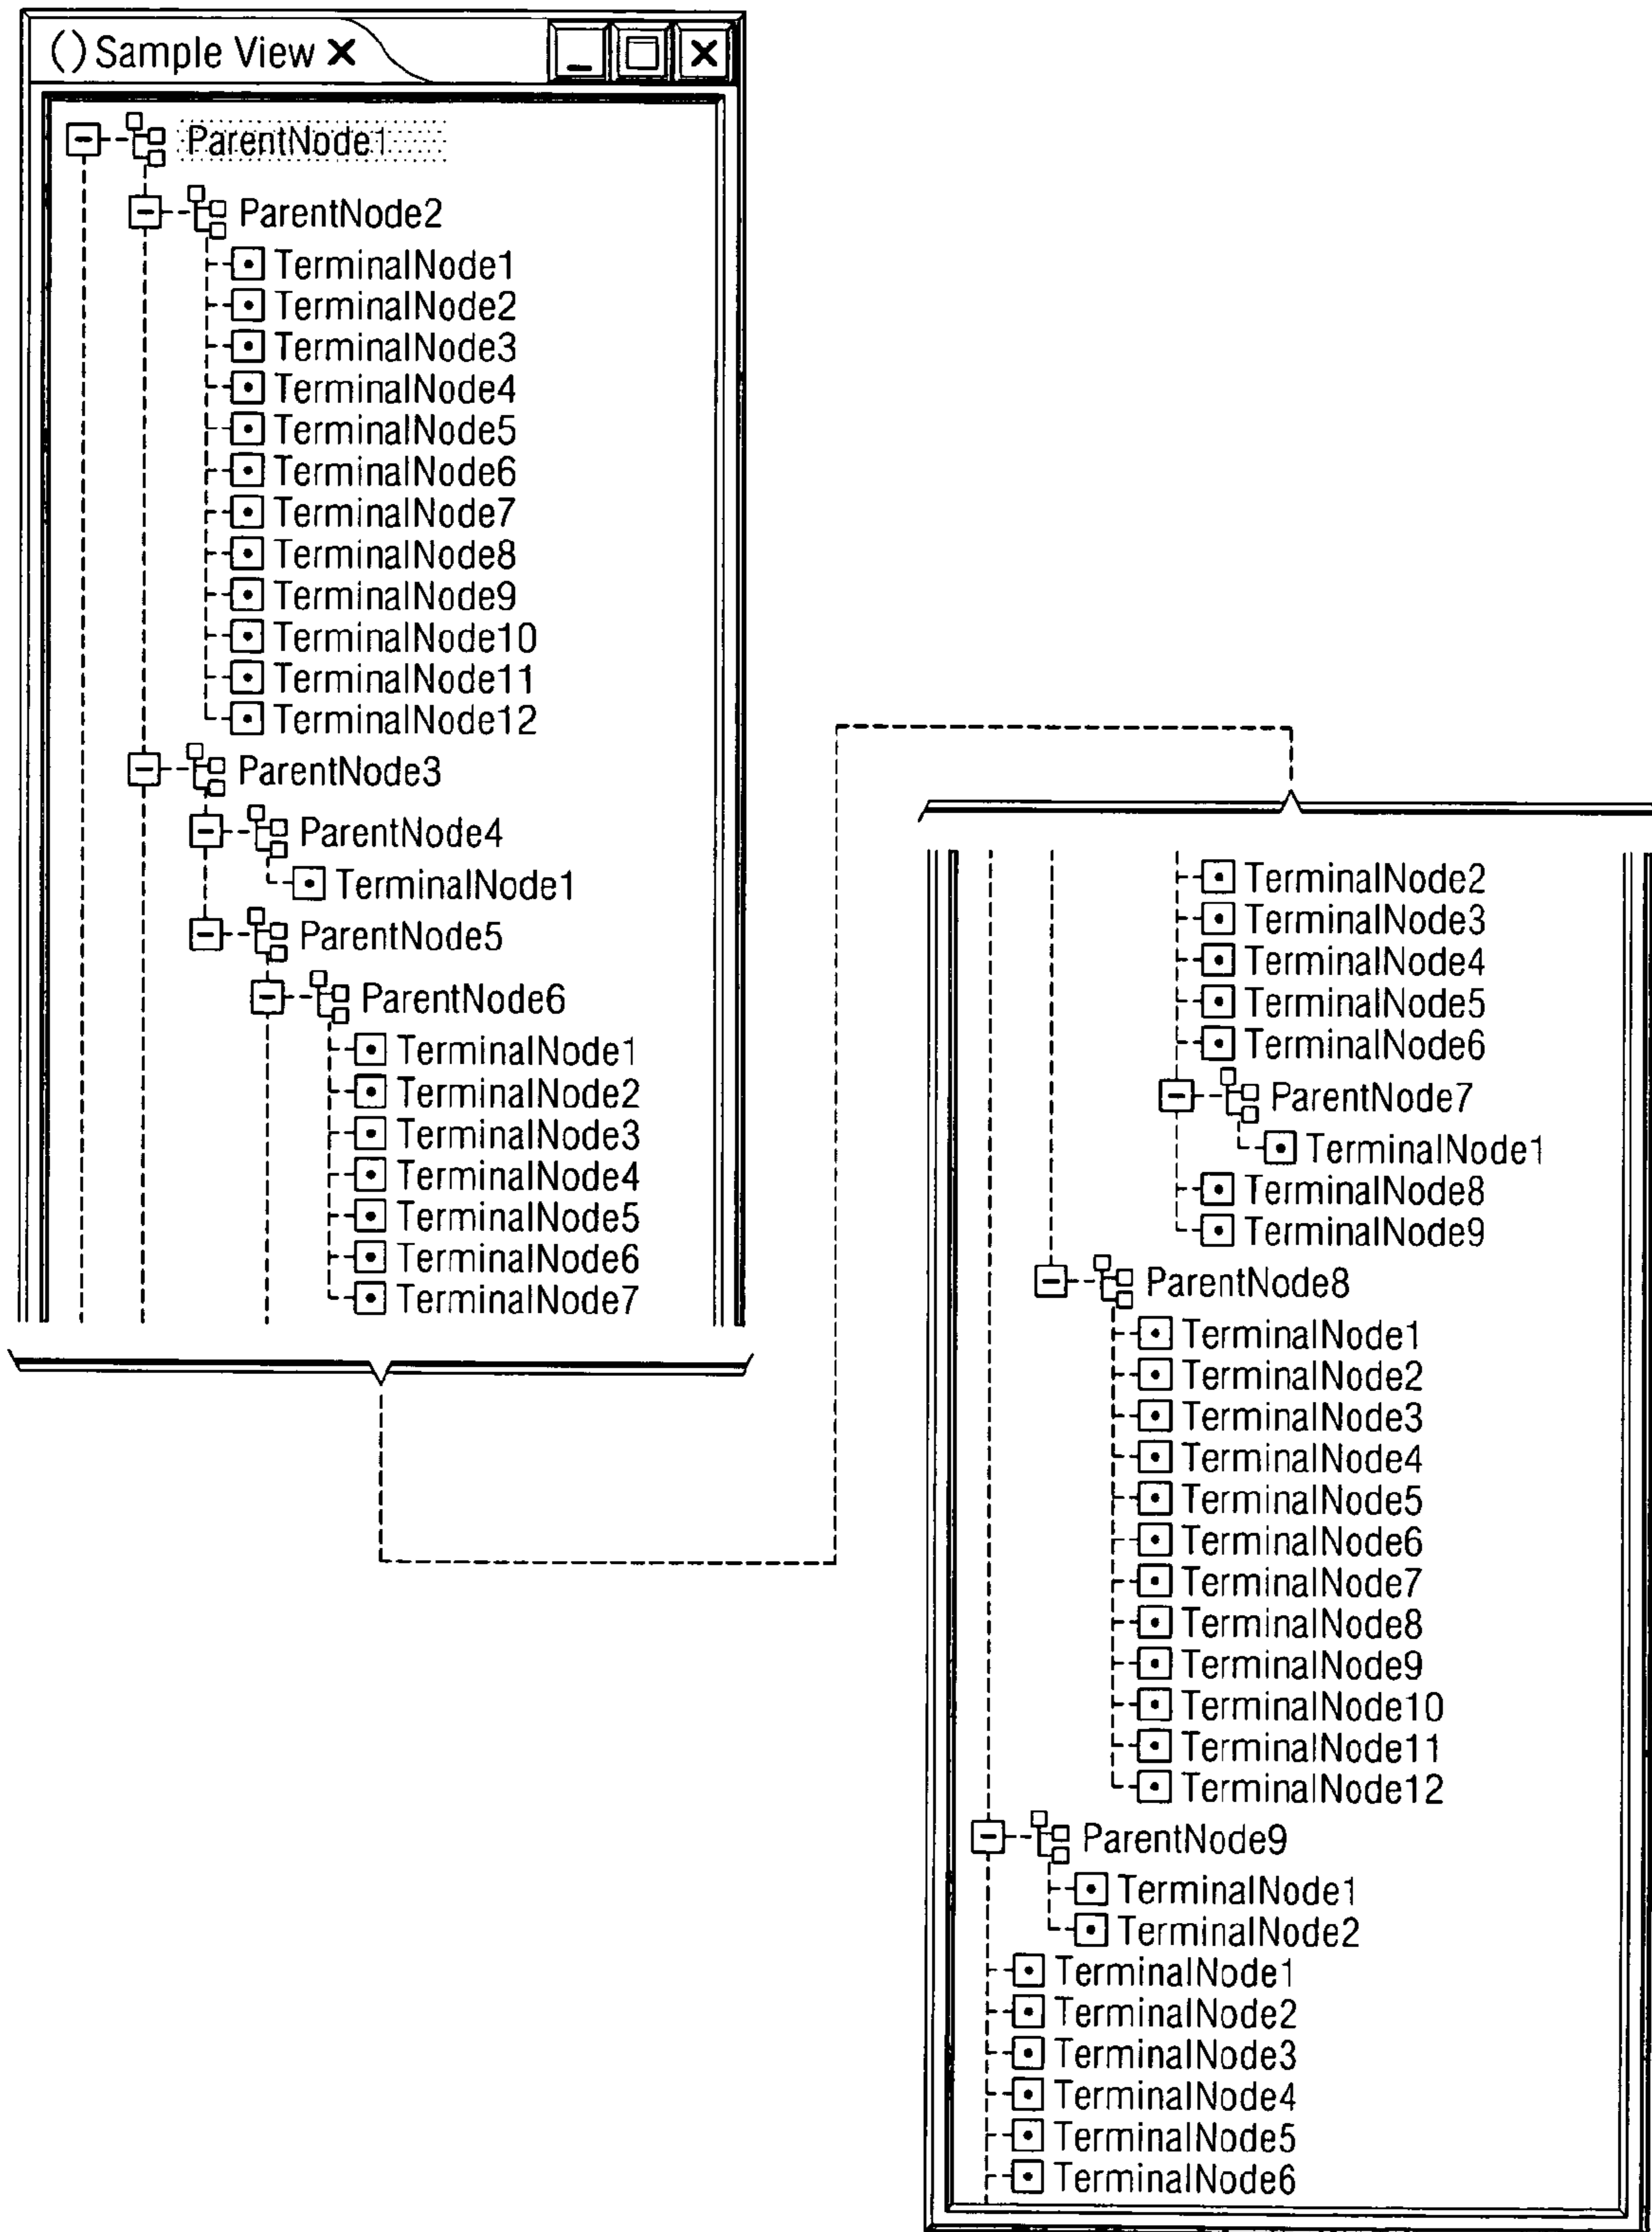 () Sample View X
ParentNode1
ParentNode2
TerminalNode1
TerminalNode2
TerminalNode3
TerminalNode4
TerminalNode5
TerminalNode6
TerminalNode7
TerminalNode8
TerminalNode9
TerminalNode10
TerminalNode11
TerminalNode12
ParentNode3
ParentNode4
TerminalNode1
ParentNode5
ParentNode6
TerminalNode1
TerminalNode2
TerminalNode3
TerminalNode4
TerminalNode5
TerminalNode6
TerminalNode7
TerminalNode2
TerminalNode3
TerminalNode4
TerminalNode5
TerminalNode6
ParentNode7
TerminalNode1
TerminalNode8
TerminalNode9
ParentNode8
TerminalNode1
TerminalNode2
TerminalNode3
TerminalNode4
TerminalNode5
TerminalNode6
TerminalNode7
TerminalNode8
TerminalNode9
TerminalNode10
TerminalNode11
TerminalNode12
ParentNode9
TerminalNode1
TerminalNode2
TerminalNode1
TerminalNode2
TerminalNode3
TerminalNode4
TerminalNode5
TerminalNode6